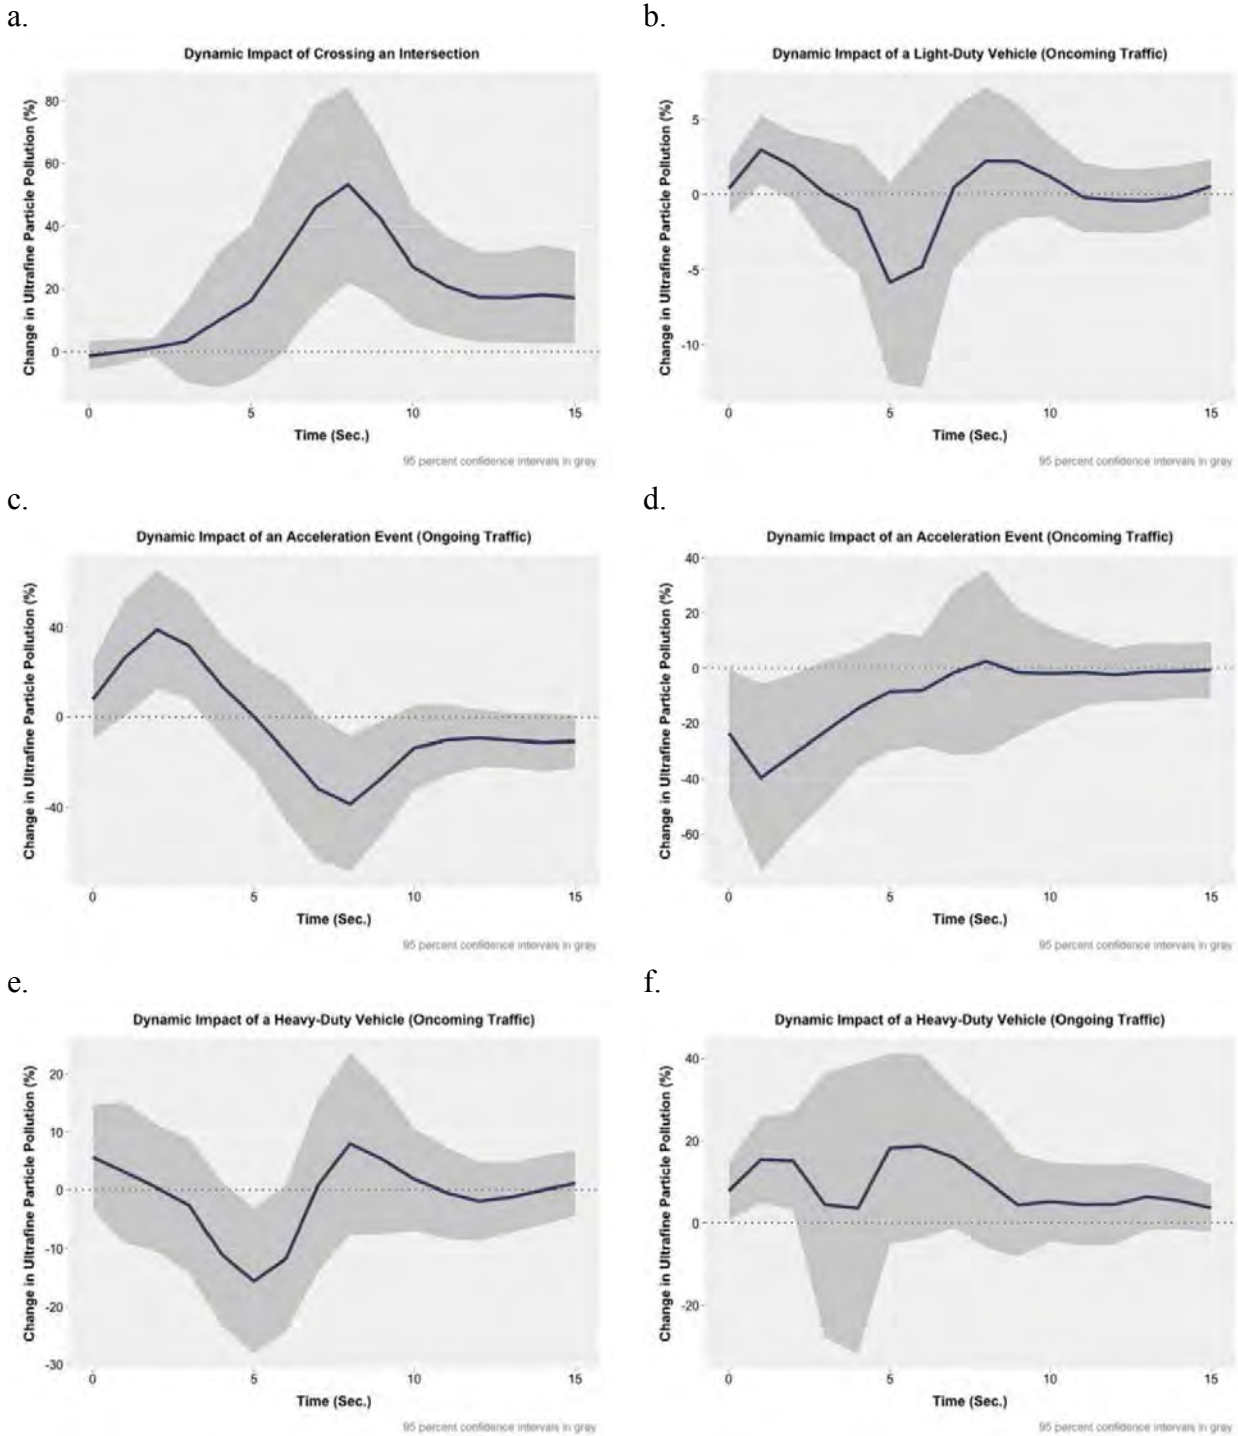 a.
Dynamic Impact of Crossing an Intersection
Change in Ultrafine Particle Pollution (%)
80
60
40
20
0
0 5 10 15
Time (Sec.)
95 percent confidence intervals in grey
b.
Dynamic Impact of a Light-Duty Vehicle (Oncoming Traffic)
Change in Ultrafine Particle Pollution (%)
5
0
-5
-10
0 5 10 15
Time (Sec.)
95 percent confidence intervals in grey
c.
Dynamic Impact of an Acceleration Event (Ongoing Traffic)
Change in Ultrafine Particle Pollution (%)
40
0
-40
0 5 10 15
Time (Sec.)
95 percent confidence intervals in grey
d.
Dynamic Impact of an Acceleration Event (Oncoming Traffic)
Change in Ultrafine Particle Pollution (%)
40
20
0
-20
-40
-60
0 5 10 15
Time (Sec.)
95 percent confidence intervals in grey
e.
Dynamic Impact of a Heavy-Duty Vehicle (Oncoming Traffic)
Change in Ultrafine Particle Pollution (%)
20
10
0
-10
-20
-30
0 5 10 15
Time (Sec.)
95 percent confidence intervals in grey
f.
Dynamic Impact of a Heavy-Duty Vehicle (Ongoing Traffic)
Change in Ultrafine Particle Pollution (%)
40
20
0
-20
0 5 10 15
Time (Sec.)
95 percent confidence intervals in grey